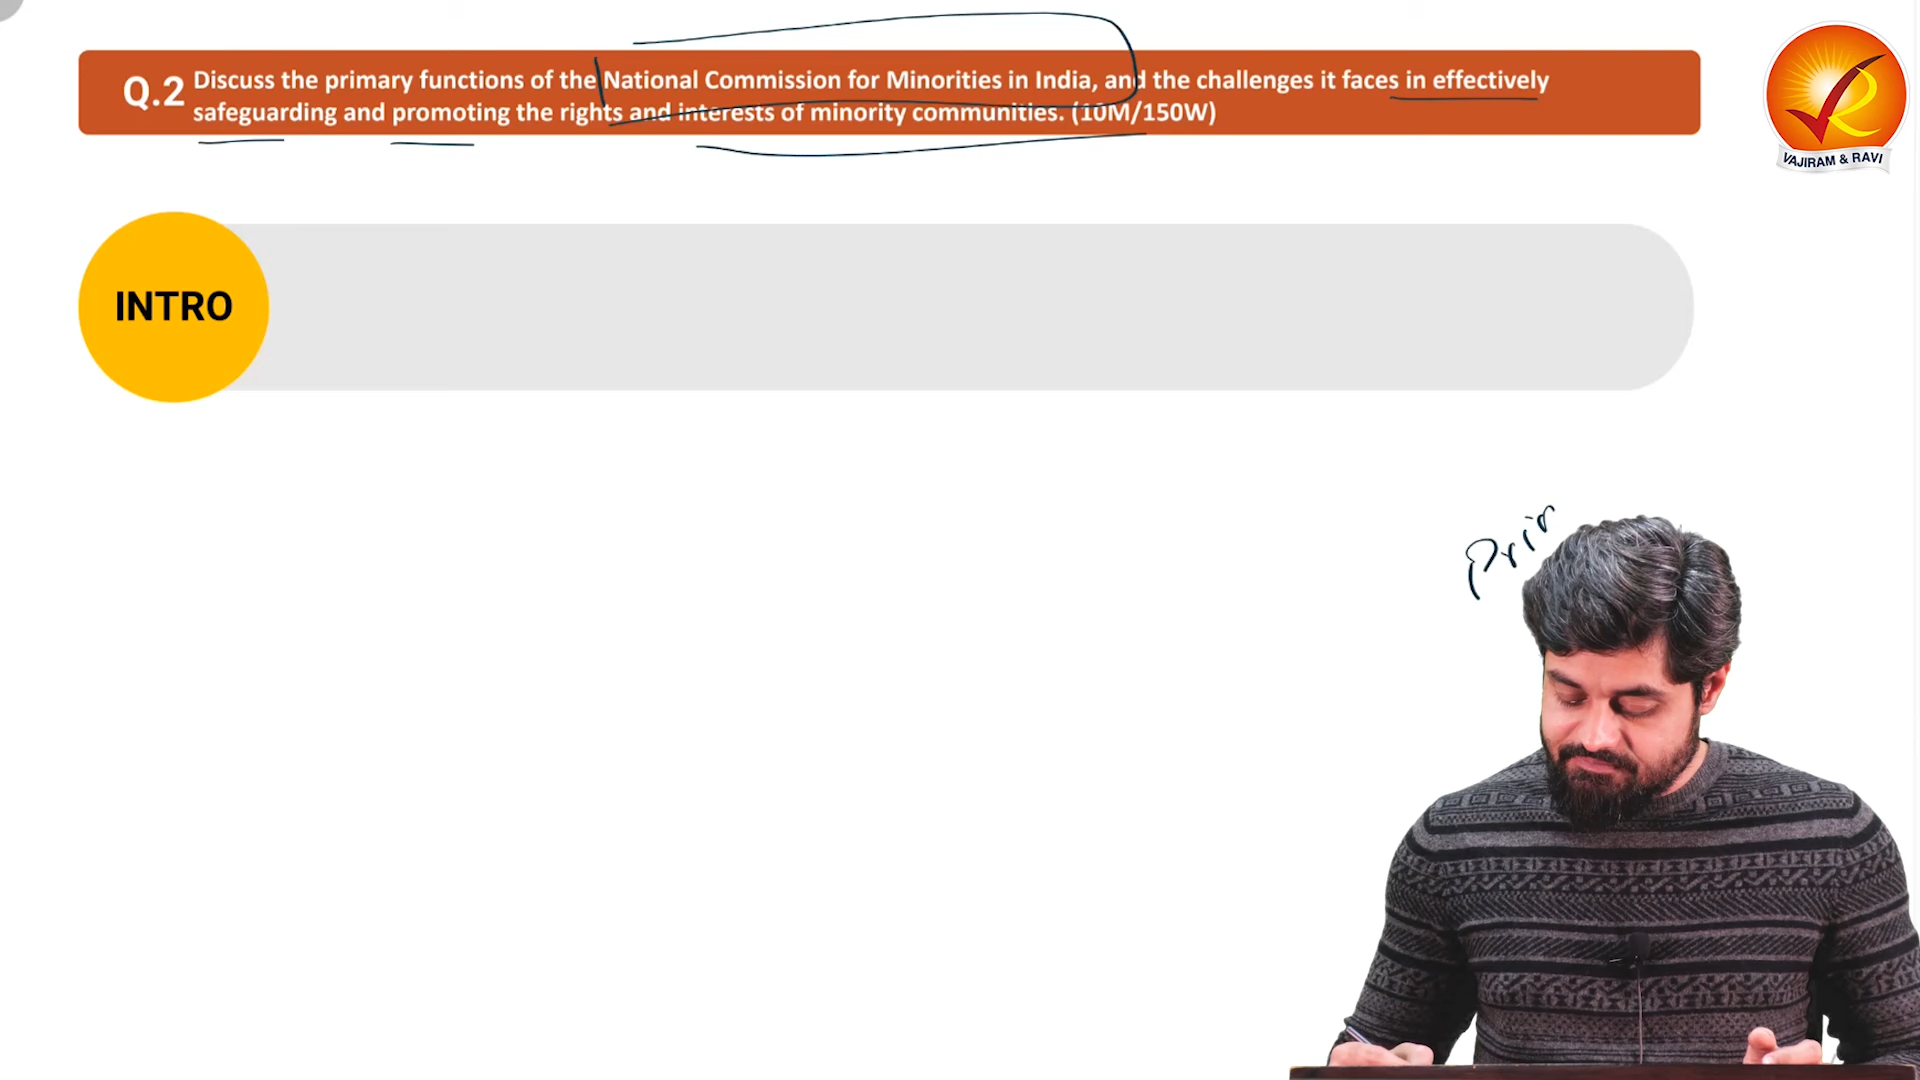 Q.2 Discuss the primary functions of the National Commission for Minorities in India, and the challenges it faces in effectively
safeguarding and promoting the rights and interests of minority communities. (10M/150W)
VAJIRAM & RAVI
INTRO
Prin